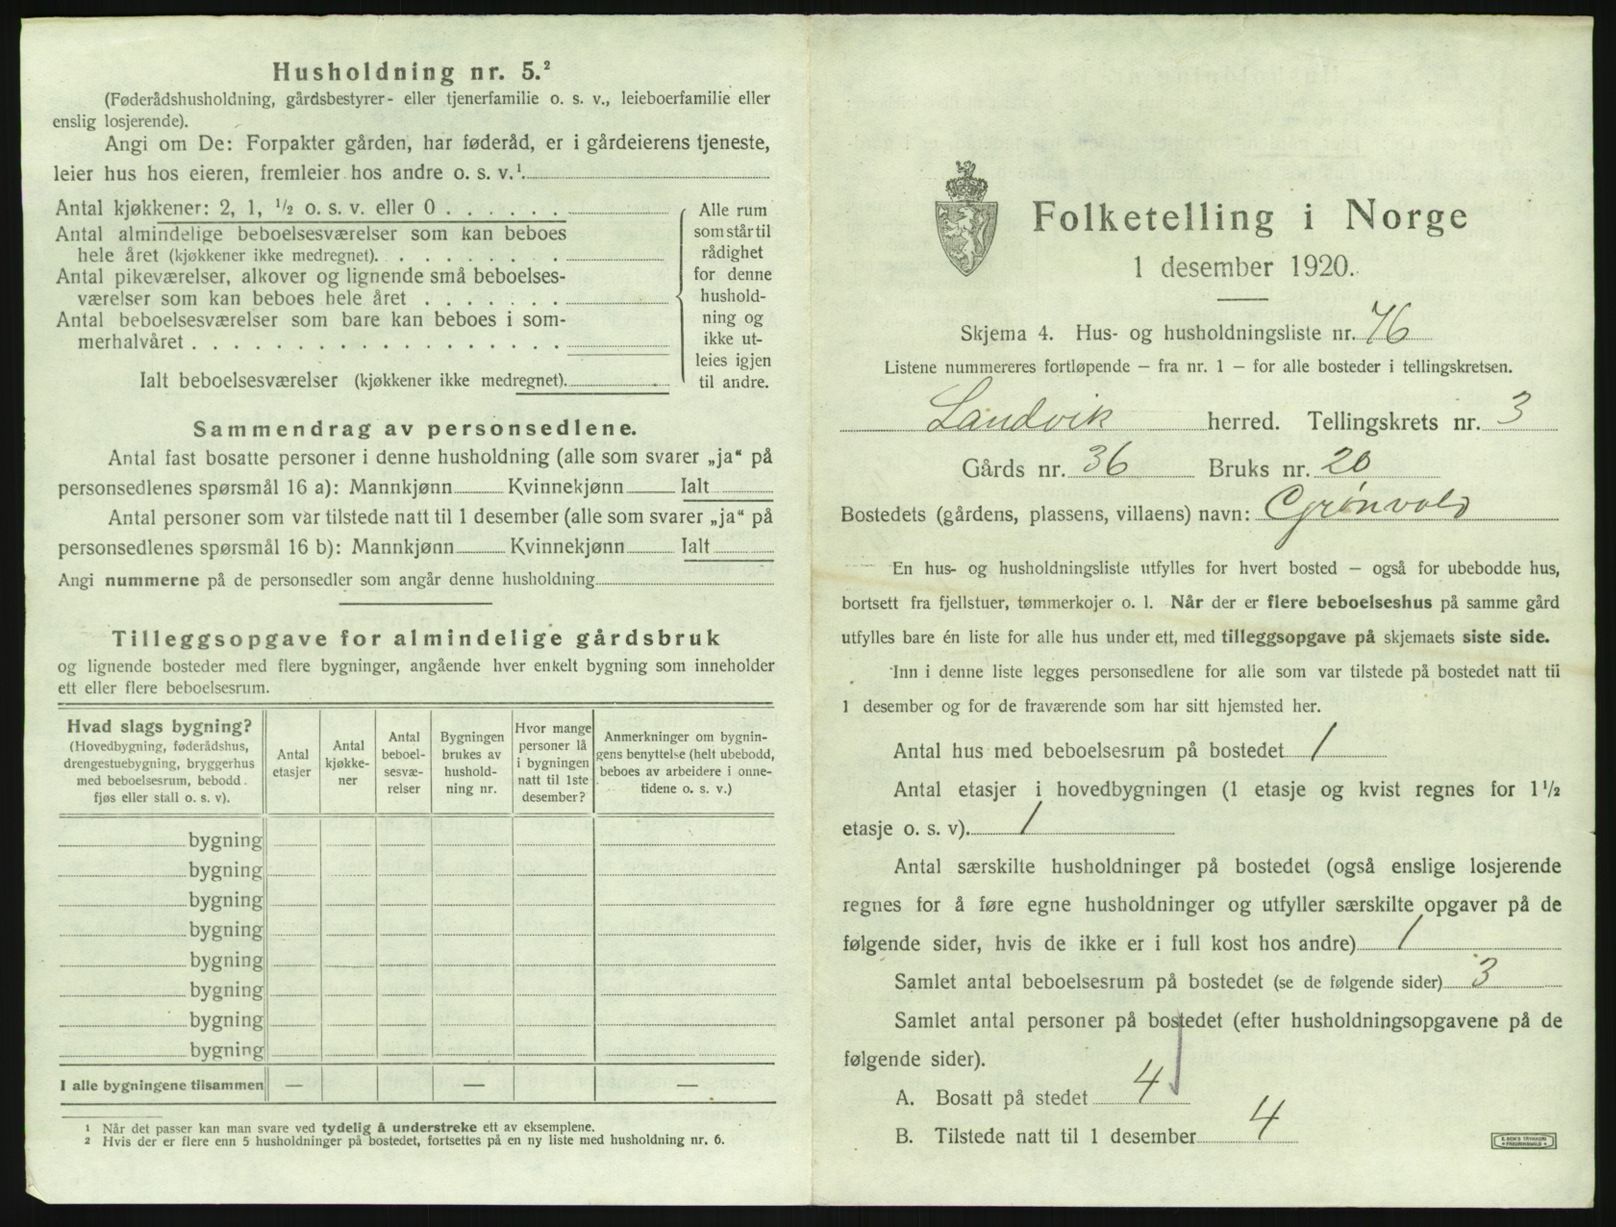 Husholdning nr. 5.²
(Føderådshusholdning, gårdsbestyrer- eller tjenerfamilie o. s. v., leieboerfamilie eller
enslig losjerende).
Angi om De: Forpakter gården, har føderåd, er i gårdeierens tjeneste,
leier hus hos eieren, fremleier hos andre o. s. v.¹
Antal kjøkkener: 2, 1, ½ o. s. v. eller 0 . . . . . .
Antal almindelige beboelsesværelser som kan beboes
hele året (kjøkkener ikke medregnet). . . . . . . .
Antal pikeværelser, alkover og lignende små beboelses-
værelser som kan beboes hele året . . . . . . .
Antal beboelsesværelser som bare kan beboes i som-
merhalvåret . . . . . . . . . . . . . . . . . .
Ialt beboelsesværelser (kjøkkener ikke medregnet).
Alle rum
som står til
rådighet
for denne
hushold-
ning og
ikke ut-
leies igjen
til andre.
Sammendrag av personsedlene.
Antal fast bosatte personer i denne husholdning (alle som svarer „ja“ på
personsedlenes spørsmål 16 a): Mannkjønn Kvinnekjønn Ialt
Antal personer som var tilstede natt til 1 desember (alle som svarer „ja“ på
personsedlenes spørsmål 16 b): Mannkjønn Kvinnekjønn Ialt
Angi nummerne på de personsedler som angår denne husholdning
Tilleggsopgave for almindelige gårdsbruk
og lignende bosteder med flere bygninger, angående hver enkelt bygning som inneholder
ett eller flere beboelsesrum.
Hvad slags bygning?
(Hovedbygning, føderådshus,
drengestuebygning, bryggerhus
med beboelsesrum, bebodd
fjøs eller stall o. s. v).
Antal
etasjer
Antal
kjøkke-
ner
Antal
beboel-
sesvæ-
relser
Bygningen
brukes av
hushold-
ning nr.
Hvor mange
personer lå
i bygningen
natt til 1ste
desember?
Anmerkninger om bygnin-
gens benyttelse (helt ubebodd,
beboes av arbeidere i onne-
tidene o. s. v.)
bygning
bygning
bygning
bygning
bygning
bygning
bygning
bygning
I alle bygningene tilsammen — — —
¹ Når det passer kan man svare ved tydelig å understreke ett av eksemplene.
² Hvis der er flere enn 5 husholdninger på bostedet, fortsettes på en ny liste med husholdning nr. 6.
Folketelling i Norge
1 desember 1920.
Skjema 4. Hus- og husholdningsliste nr. 76
Listene nummereres fortløpende — fra nr. 1 — for alle bosteder i tellingskretsen.
Landvik herred. Tellingskrets nr. 3
Gårds nr. 36 Bruks nr. 20
Bostedets (gårdens, plassens, villaens) navn: Grønvold
En hus- og husholdningsliste utfylles for hvert bosted — også for ubebodde hus,
bortsett fra fjellstuer, tømmerkojer o. l. Når der er flere beboelseshus på samme gård
utfylles bare én liste for alle hus under ett, med tilleggsopgave på skjemaets siste side.
Inn i denne liste legges personsedlene for alle som var tilstede på bostedet natt til
1 desember og for de fraværende som har sitt hjemsted her.
Antal hus med beboelsesrum på bostedet 1
Antal etasjer i hovedbygningen (1 etasje og kvist regnes for 1½
etasje o. s. v). 1
Antal særskilte husholdninger på bostedet (også enslige losjerende
regnes for å føre egne husholdninger og utfyller særskilte opgaver på de
følgende sider, hvis de ikke er i full kost hos andre) 1
Samlet antal beboelsesrum på bostedet (se de følgende sider) 3
Samlet antal personer på bostedet (efter husholdningsopgavene på de
følgende sider).
A. Bosatt på stedet 4
B. Tilstede natt til 1 desember 4